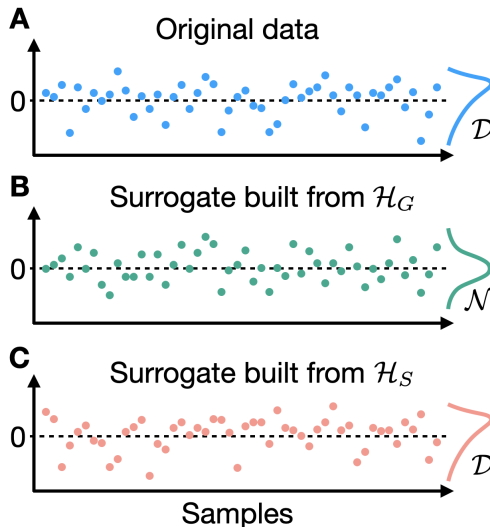 A
Original data
0
𝒟
B
Surrogate built from ℋ_G
0
𝒩
C
Surrogate built from ℋ_S
0
𝒟
Samples